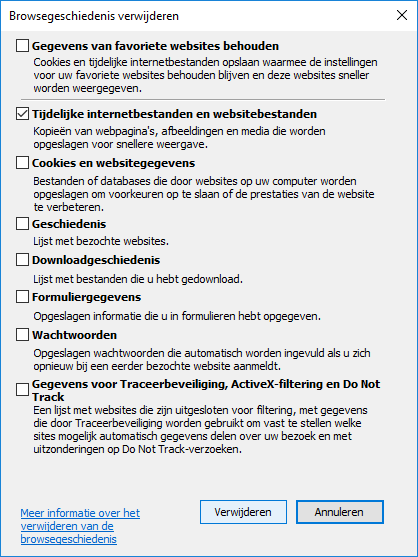 Browsegeschiedenis verwijderen
Gegevens van favoriete websites behouden
Cookies en tijdelijke internetbestanden opslaan waarmee de instellingen
voor uw favoriete websites behouden blijven en deze websites sneller
worden weergegeven.
Tijdelijke internetbestanden en websitebestanden
Kopieën van webpagina's, afbeeldingen en media die worden
opgeslagen voor snellere weergave.
Cookies en websitegegevens
Bestanden of databases die door websites op uw computer worden
opgeslagen om voorkeuren op te slaan of de prestaties van de website
te verbeteren.
Geschiedenis
Lijst met bezochte websites.
Downloadgeschiedenis
Lijst met bestanden die u hebt gedownload.
Formuliergegevens
Opgeslagen informatie die u in formulieren hebt opgegeven.
Wachtwoorden
Opgeslagen wachtwoorden die automatisch worden ingevuld als u zich
opnieuw bij een eerder bezochte website aanmeldt.
Gegevens voor Traceerbeveiliging, ActiveX-filtering en Do Not
Track
Een lijst met websites die zijn uitgesloten voor filtering, met gegevens
die door Traceerbeveiliging worden gebruikt om vast te stellen welke
sites mogelijk automatisch gegevens delen over uw bezoek en met
uitzonderingen op Do Not Track-verzoeken.
Meer informatie over het
verwijderen van de
browsegeschiedenis
Verwijderen
Annuleren